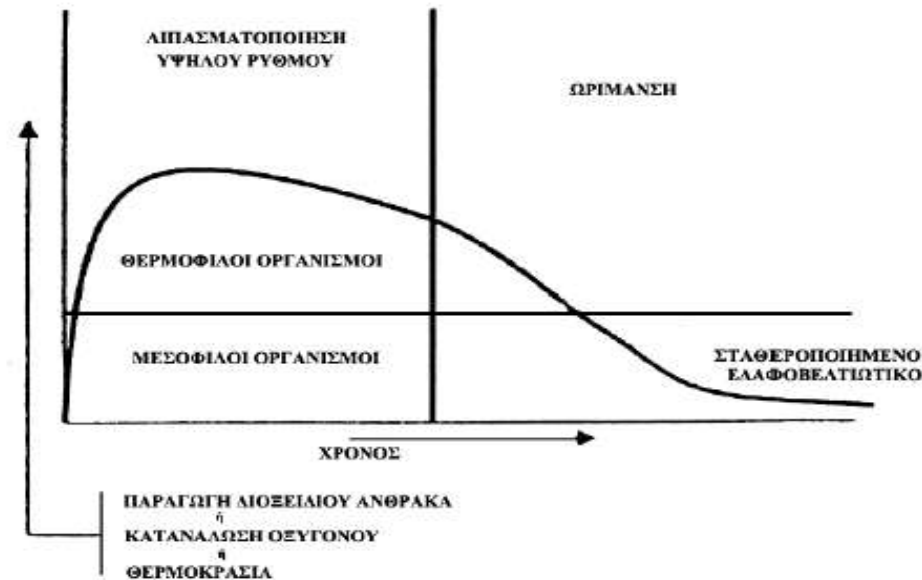 ΛΙΠΑΣΜΑΤΟΠΟΙΗΣΗ
ΥΨΗΛΟΥ ΡΥΘΜΟΥ
ΩΡΙΜΑΝΣΗ
ΘΕΡΜΟΦΙΛΟΙ ΟΡΓΑΝΙΣΜΟΙ
ΜΕΣΟΦΙΛΟΙ ΟΡΓΑΝΙΣΜΟΙ
ΣΤΑΘΕΡΟΠΟΙΗΜΕΝΟ
ΕΔΑΦΟΒΕΛΤΙΩΤΙΚΟ
ΧΡΟΝΟΣ
ΠΑΡΑΓΩΓΗ ΔΙΟΞΕΙΔΙΟΥ ΑΝΘΡΑΚΑ
ή
ΚΑΤΑΝΑΛΩΣΗ ΟΞΥΓΟΝΟΥ
ή
ΘΕΡΜΟΚΡΑΣΙΑ